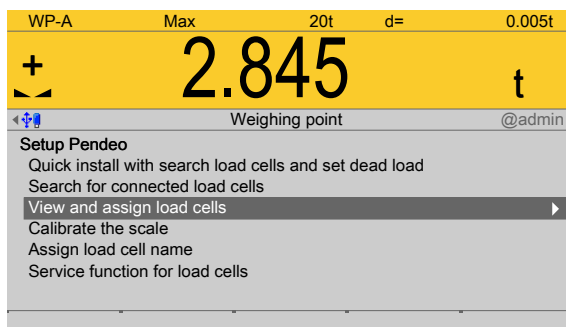 WP-A Max 20t d= 0.005t
+ 2.845 t
Weighing point @admin
Setup Pendeo
Quick install with search load cells and set dead load
Search for connected load cells
View and assign load cells
Calibrate the scale
Assign load cell name
Service function for load cells